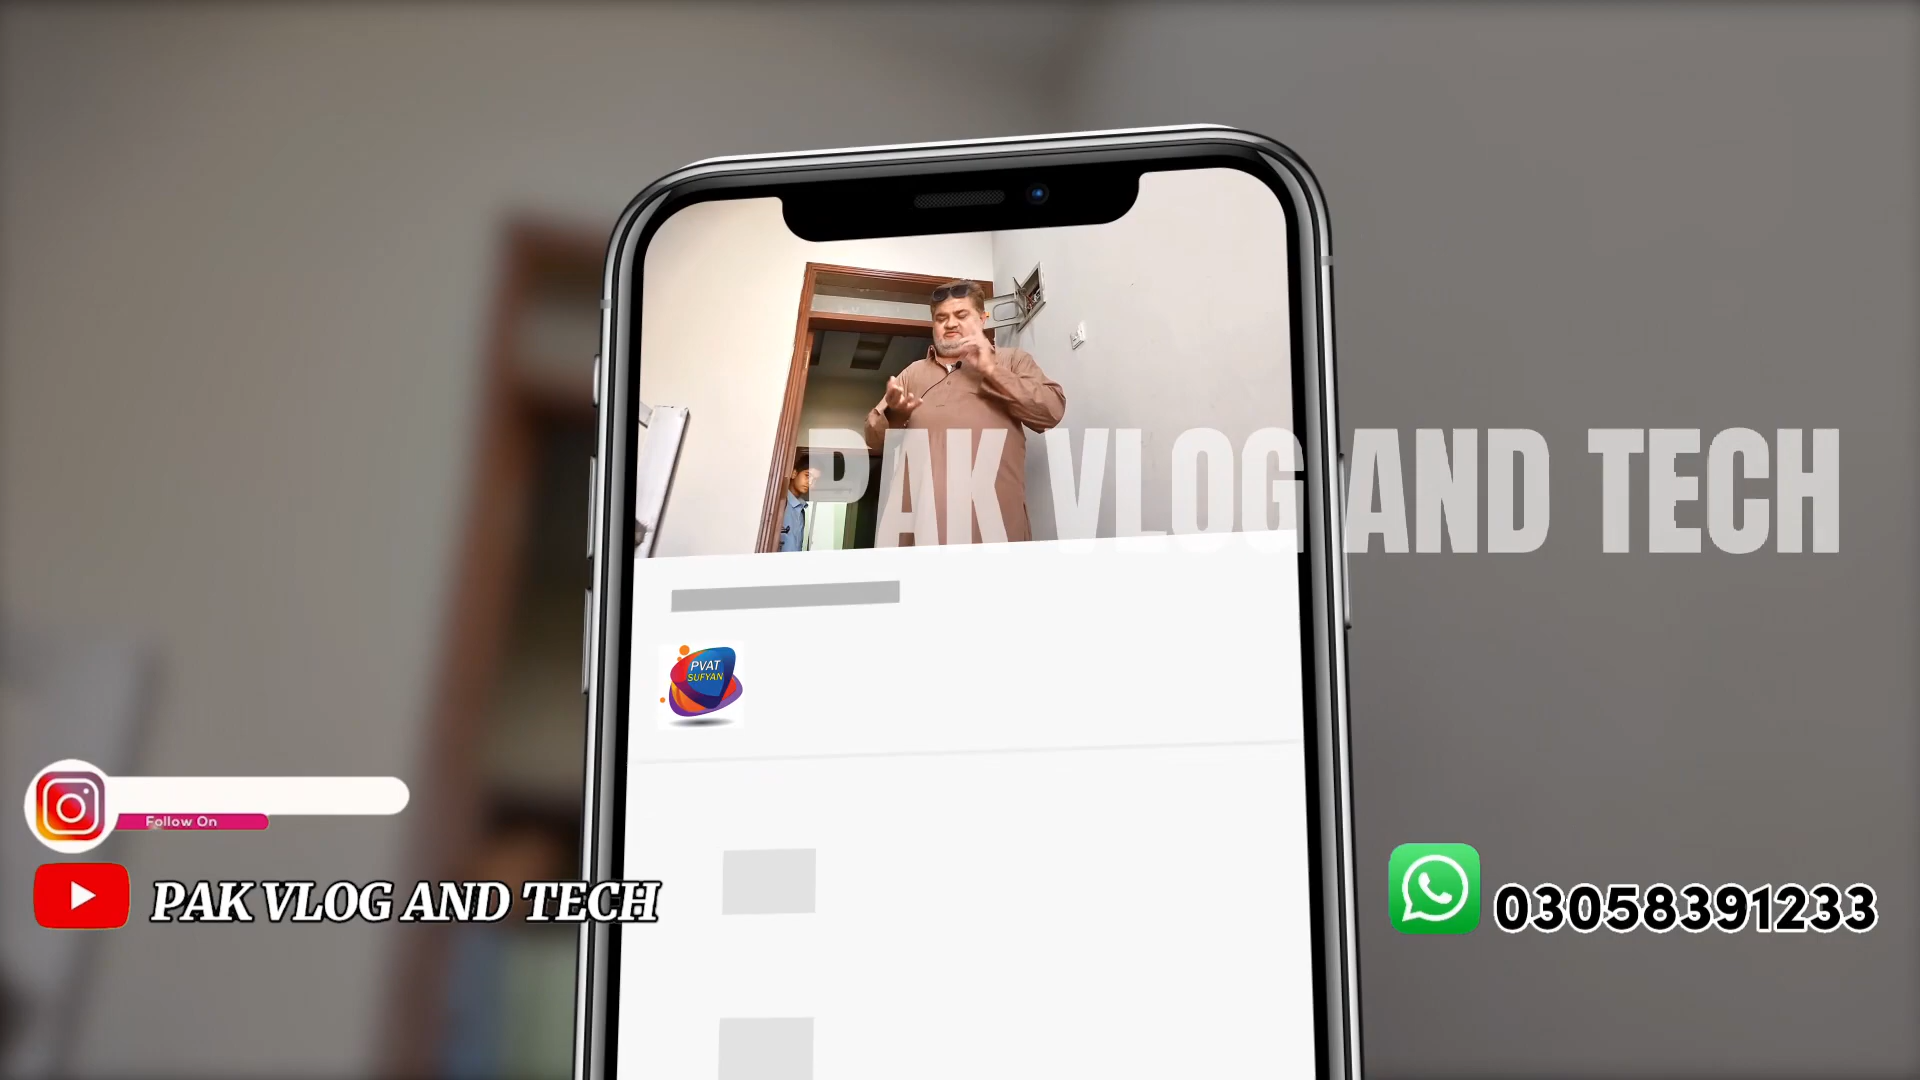 PAK VLOG AND TECH
PVAT
SUFYAN
Follow On
PAK VLOG AND TECH
03058391233